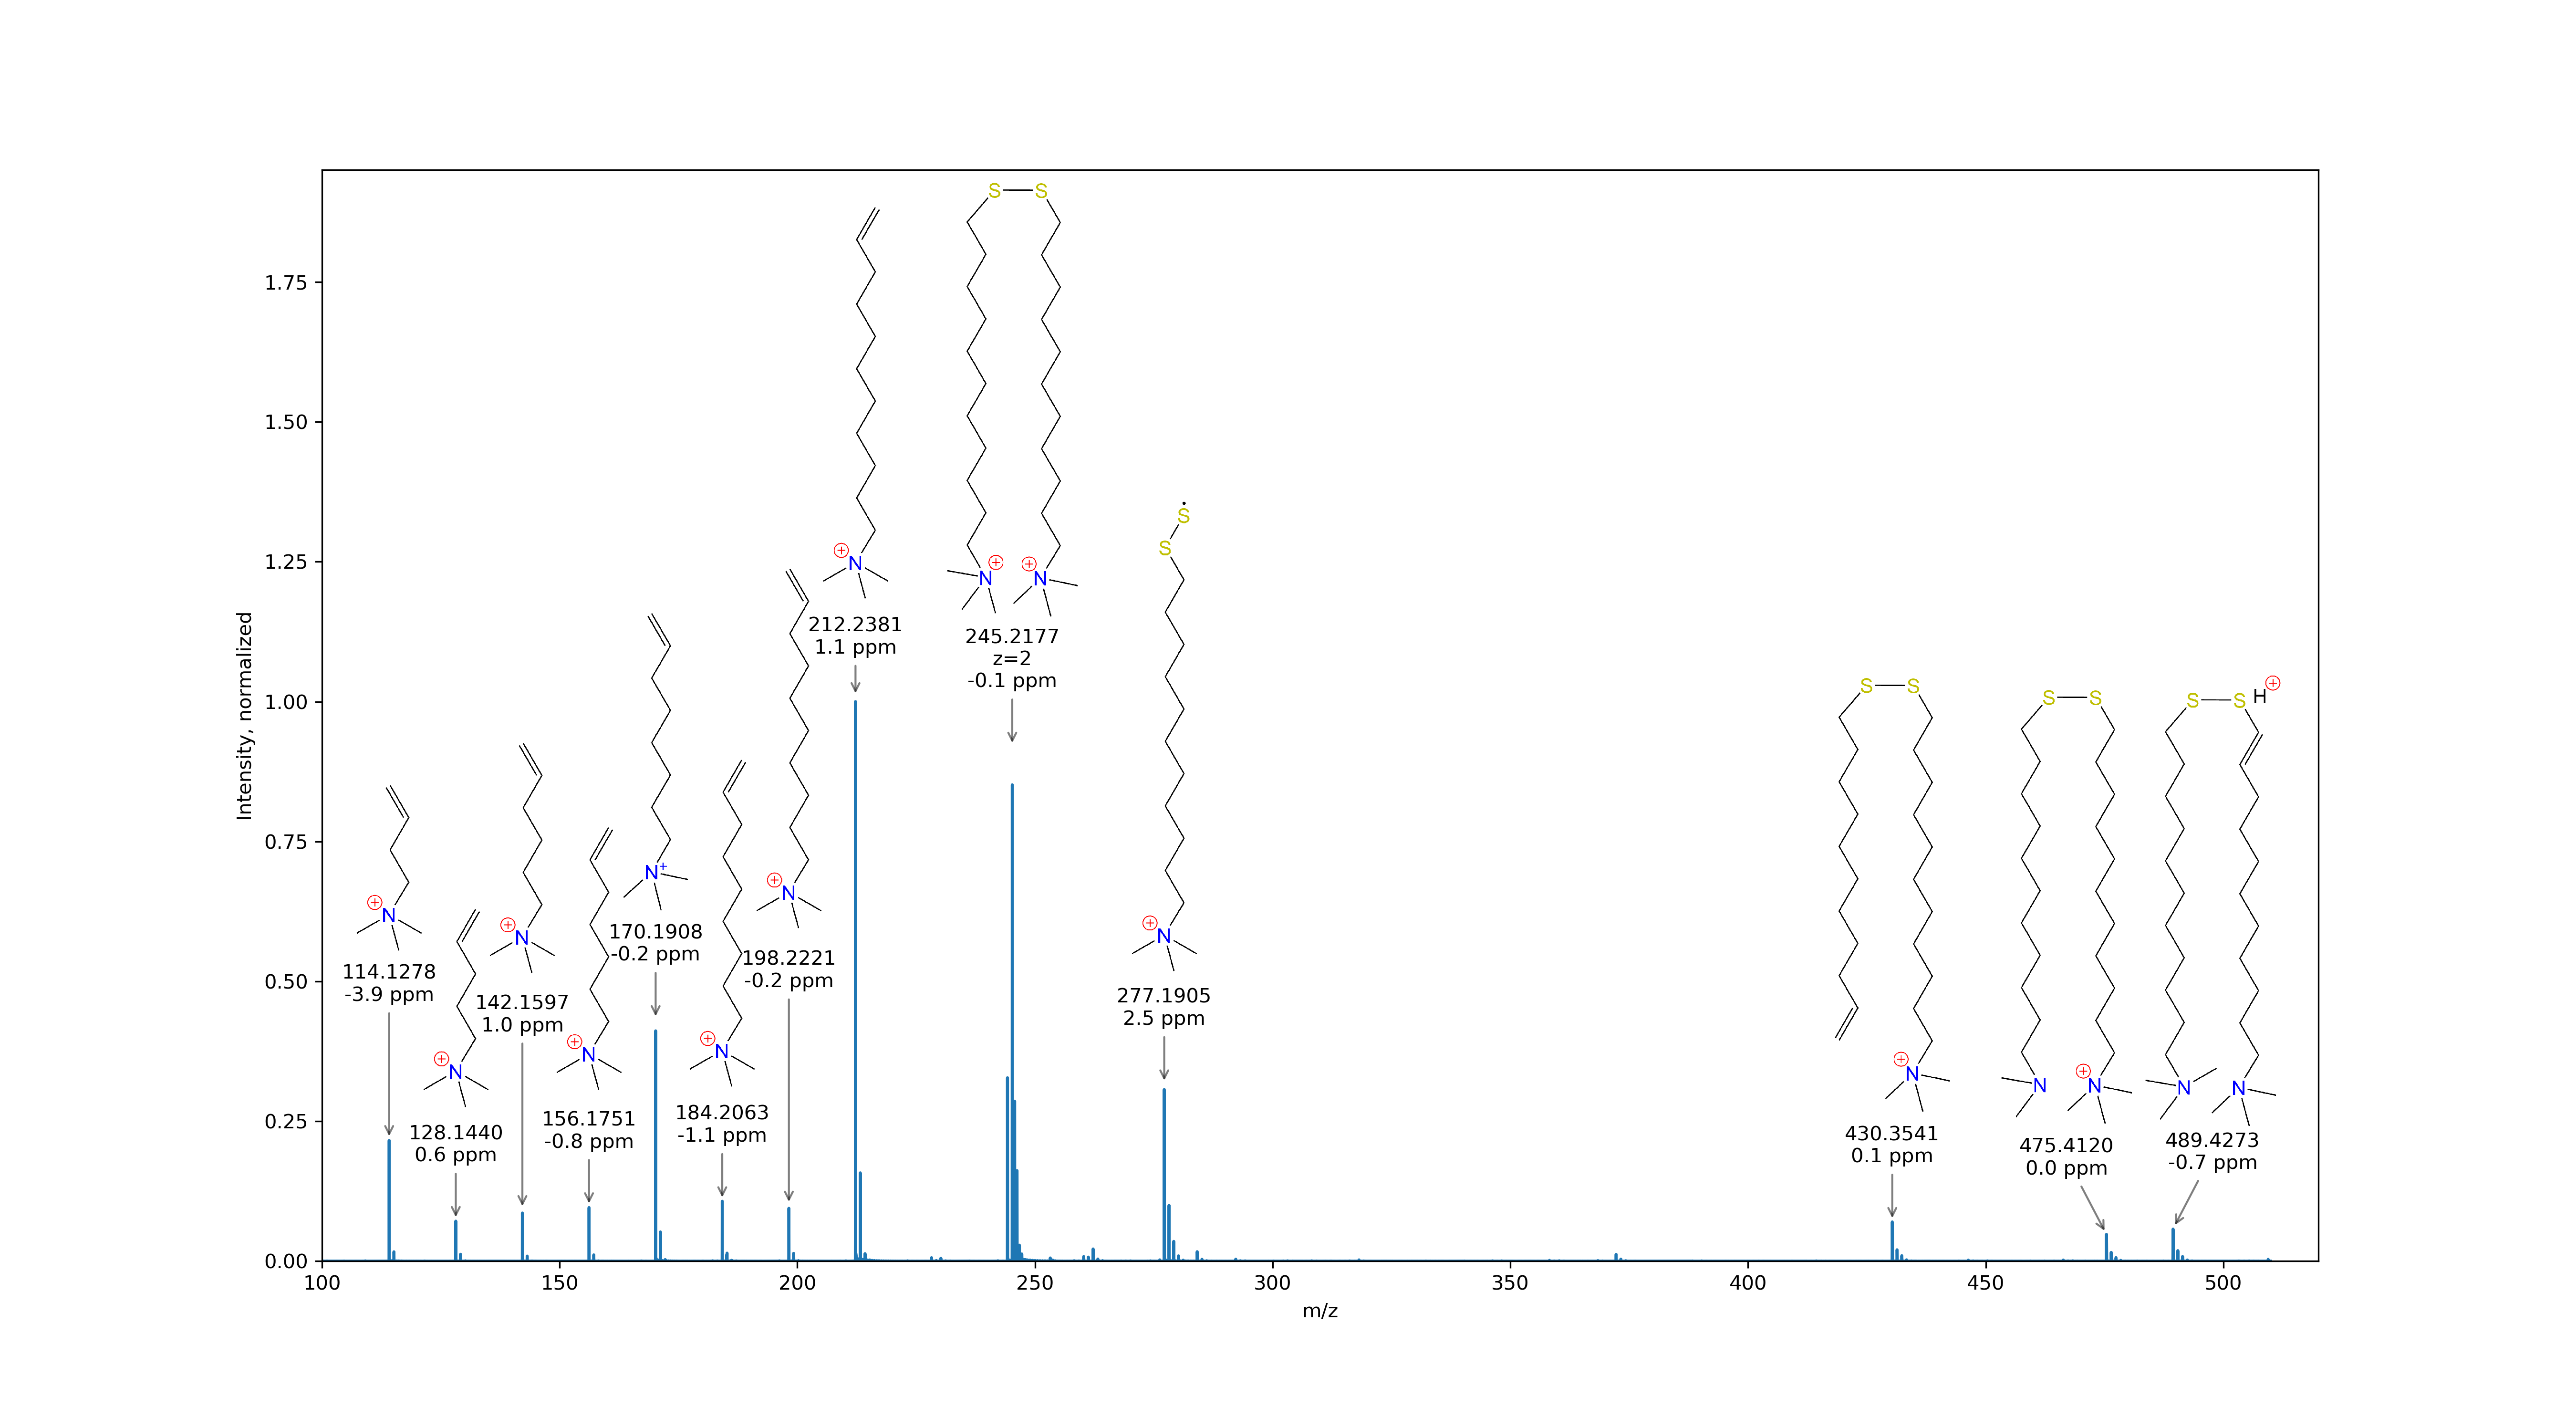 S S
S
S
N
N
N
212.2381
1.1 ppm
245.2177
z=2
-0.1 ppm
N
170.1908
-0.2 ppm
N
198.2221
-0.2 ppm
N
277.1905
2.5 ppm
N
114.1278
-3.9 ppm
N
142.1597
1.0 ppm
N
128.1440
0.6 ppm
N
156.1751
-0.8 ppm
N
184.2063
-1.1 ppm
N+
S S
N
430.3541
0.1 ppm
S S
N
N
475.4120
0.0 ppm
S S H
N
N
489.4273
-0.7 ppm
Intensity, normalized
1.75
1.50
1.25
1.00
0.75
0.50
0.25
0.00
100 150 200 250 300 350 400 450 500
m/z